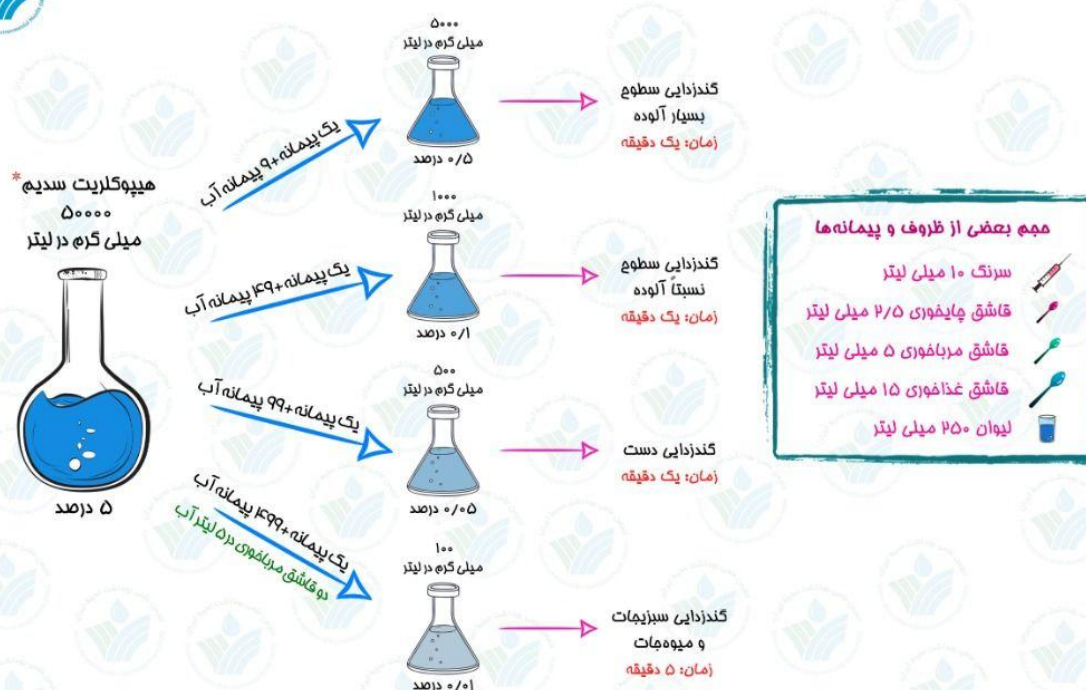 هیپوکلریت سدیم*
۵۰۰۰۰
میلی گرم در لیتر
۵ درصد
یک پیمانه+۹ پیمانه آب
۵۰۰۰
میلی گرم در لیتر
۰/۵ درصد
گندزدایی سطوح
بسیار آلوده
زمان: یک دقیقه
یک پیمانه+۴۹ پیمانه آب
۱۰۰۰
میلی گرم در لیتر
۰/۱ درصد
گندزدایی سطوح
نسبتاً آلوده
زمان: یک دقیقه
یک پیمانه+۹۹ پیمانه آب
۵۰۰
میلی گرم در لیتر
۰/۰۵ درصد
گندزدایی دست
زمان: یک دقیقه
یک پیمانه+۴۹۹ پیمانه آب
دو قاشق مرباخوری در ۵ لیتر آب
۱۰۰
میلی گرم در لیتر
۰/۰۱ درصد
گندزدایی سبزیجات
و میوه‌جات
زمان: ۵ دقیقه
حجم بعضی از ظروف و پیمانه‌ها
سرنگ ۱۰ میلی لیتر
قاشق چایخوری ۲/۵ میلی لیتر
قاشق مرباخوری ۵ میلی لیتر
قاشق غذاخوری ۱۵ میلی لیتر
لیوان ۲۵۰ میلی لیتر